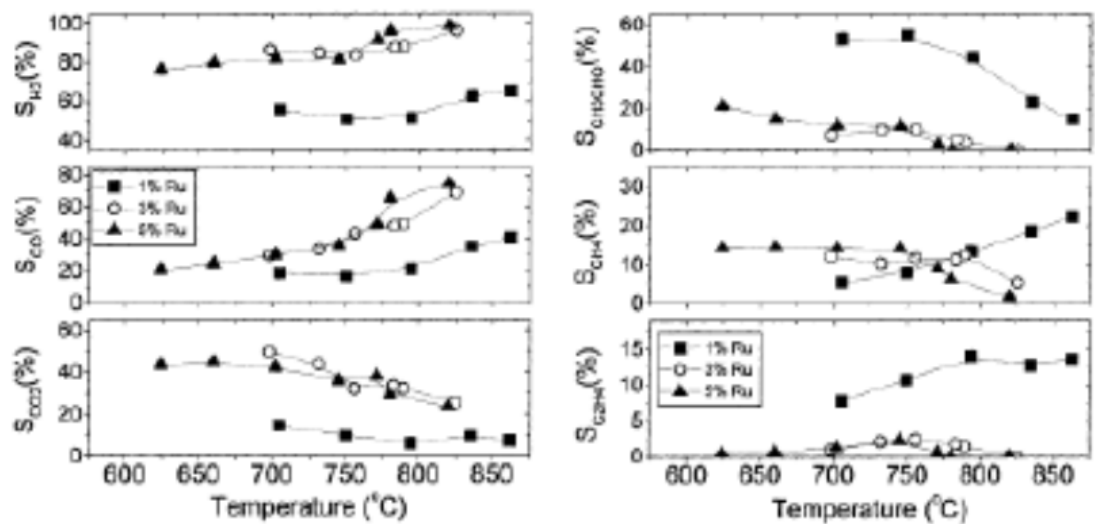 S_H2(%)
100
80
60
40
S_CO(%)
80
60
40
20
0
1% Ru
3% Ru
5% Ru
S_CO2(%)
60
40
20
0
600 650 700 750 800 850
Temperature (°C)
S_CH3CHO(%)
60
40
20
0
S_CH4(%)
30
20
10
0
S_C2H4(%)
15
10
5
0
1% Ru
3% Ru
5% Ru
600 650 700 750 800 850
Temperature (°C)